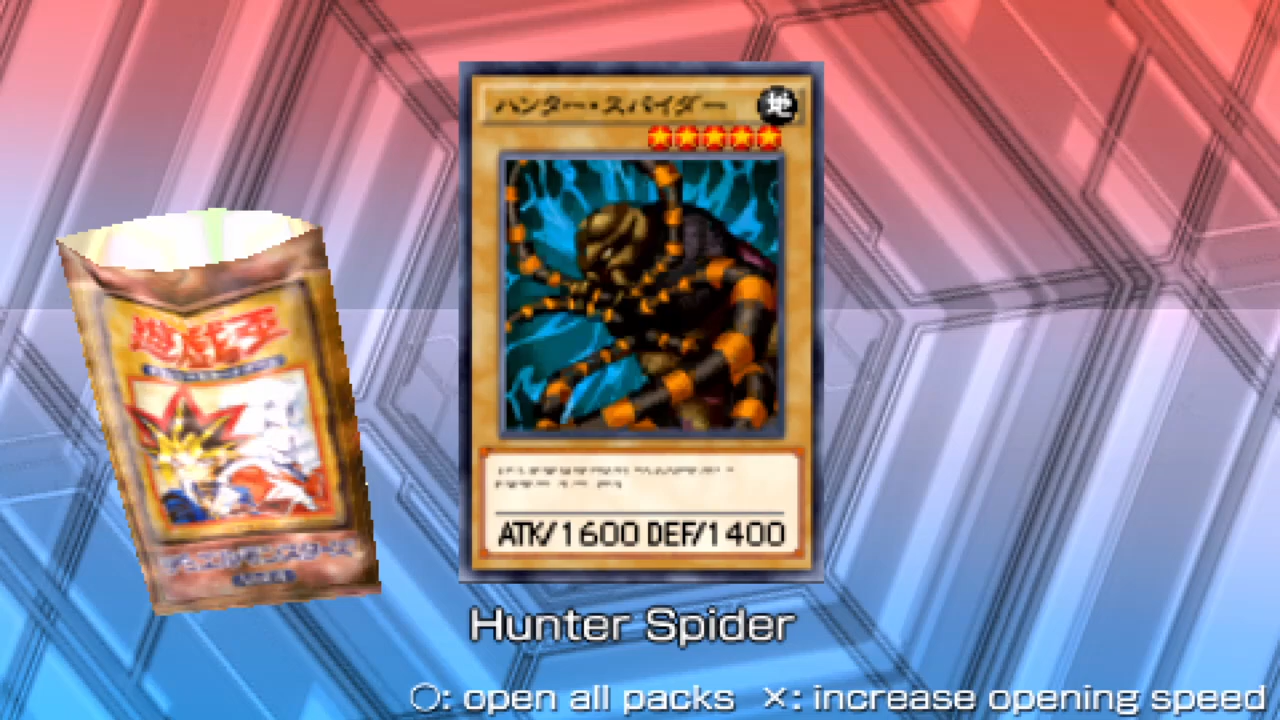 ハンター・スパイダー
地
遊戯王
ATK/1600 DEF/1400
Hunter Spider
〇: open all packs ×: increase opening speed